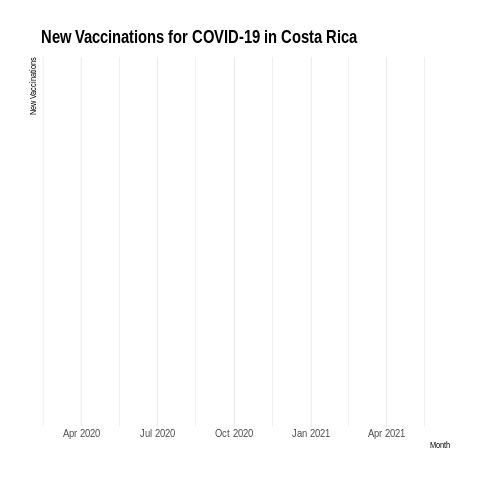 New Vaccinations for COVID-19 in Costa Rica
New Vaccinations
Apr 2020 Jul 2020 Oct 2020 Jan 2021 Apr 2021
Month